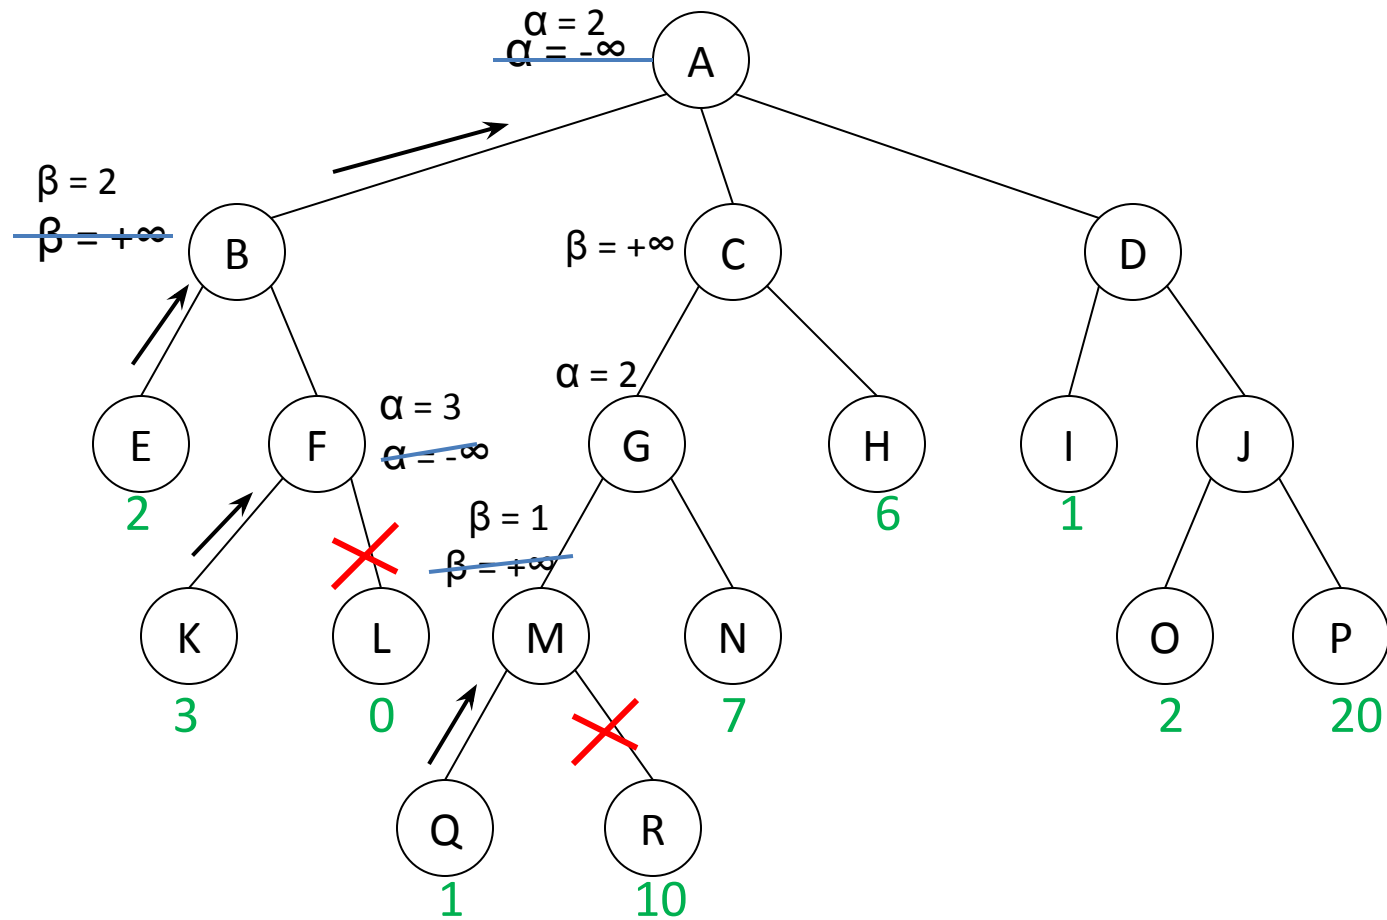 α = 2
α = -∞
A
β = 2
β = +∞
B
β = +∞
C
D
α = 2
α = 3
α = -∞
E
F
G
H
I
J
2
6
1
β = 1
β = +∞
K
L
M
N
O
P
3
0
7
2
20
Q
R
1
10